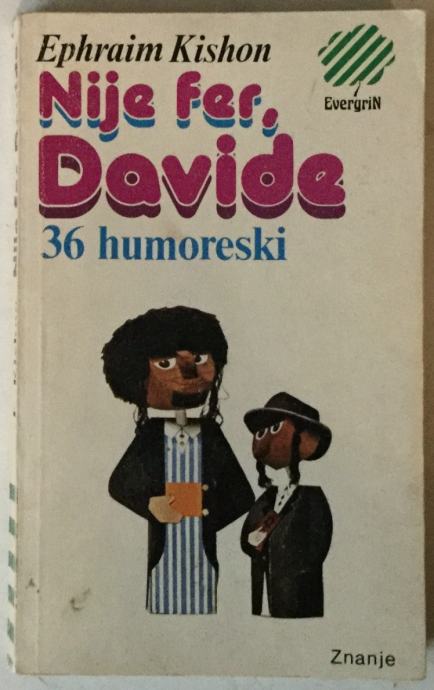 Ephraim Kishon
Nije fer,
Davide
36 humoreski
EvergriN
Znanje